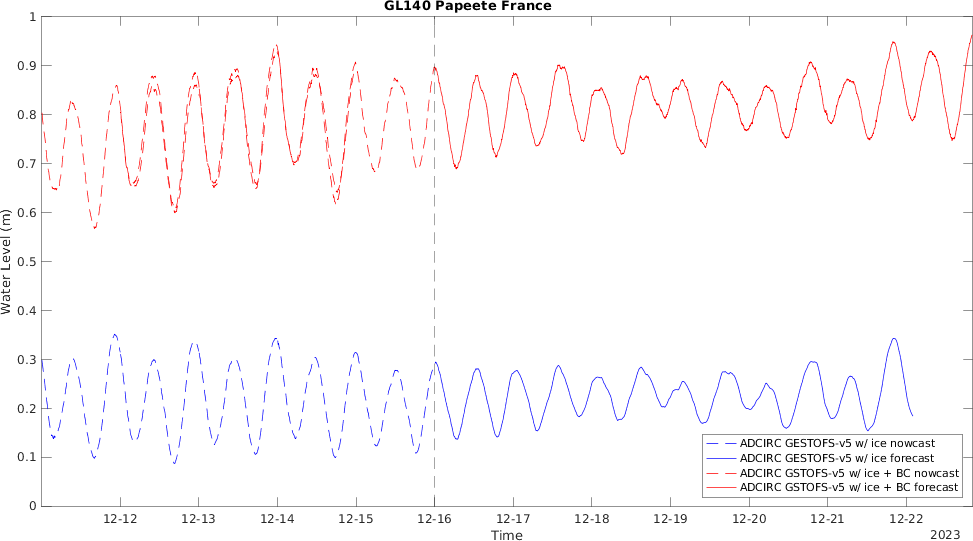 GL140 Papeete France
1
0.9
0.8
0.7
0.6
0.5
0.4
0.3
0.2
0.1
0
Water Level (m)
ADCIRC GESTOFS-v5 w/ ice nowcast
ADCIRC GESTOFS-v5 w/ ice forecast
ADCIRC GSTOFS-v5 w/ ice + BC nowcast
ADCIRC GSTOFS-v5 w/ ice + BC forecast
12-12 12-13 12-14 12-15 12-16 12-17 12-18 12-19 12-20 12-21 12-22
Time
2023